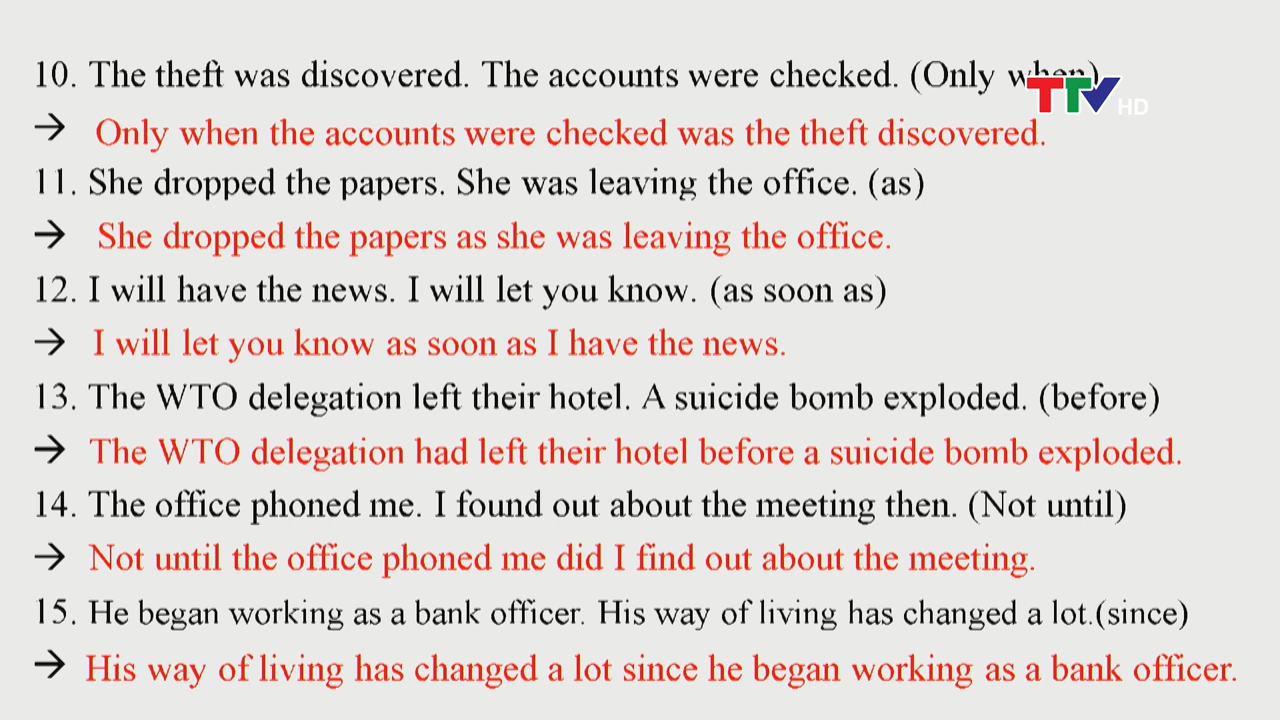 10. The theft was discovered. The accounts were checked. (Only when)
TTV HD
→ Only when the accounts were checked was the theft discovered.
11. She dropped the papers. She was leaving the office. (as)
→ She dropped the papers as she was leaving the office.
12. I will have the news. I will let you know. (as soon as)
→ I will let you know as soon as I have the news.
13. The WTO delegation left their hotel. A suicide bomb exploded. (before)
→ The WTO delegation had left their hotel before a suicide bomb exploded.
14. The office phoned me. I found out about the meeting then. (Not until)
→ Not until the office phoned me did I find out about the meeting.
15. He began working as a bank officer. His way of living has changed a lot.(since)
→ His way of living has changed a lot since he began working as a bank officer.